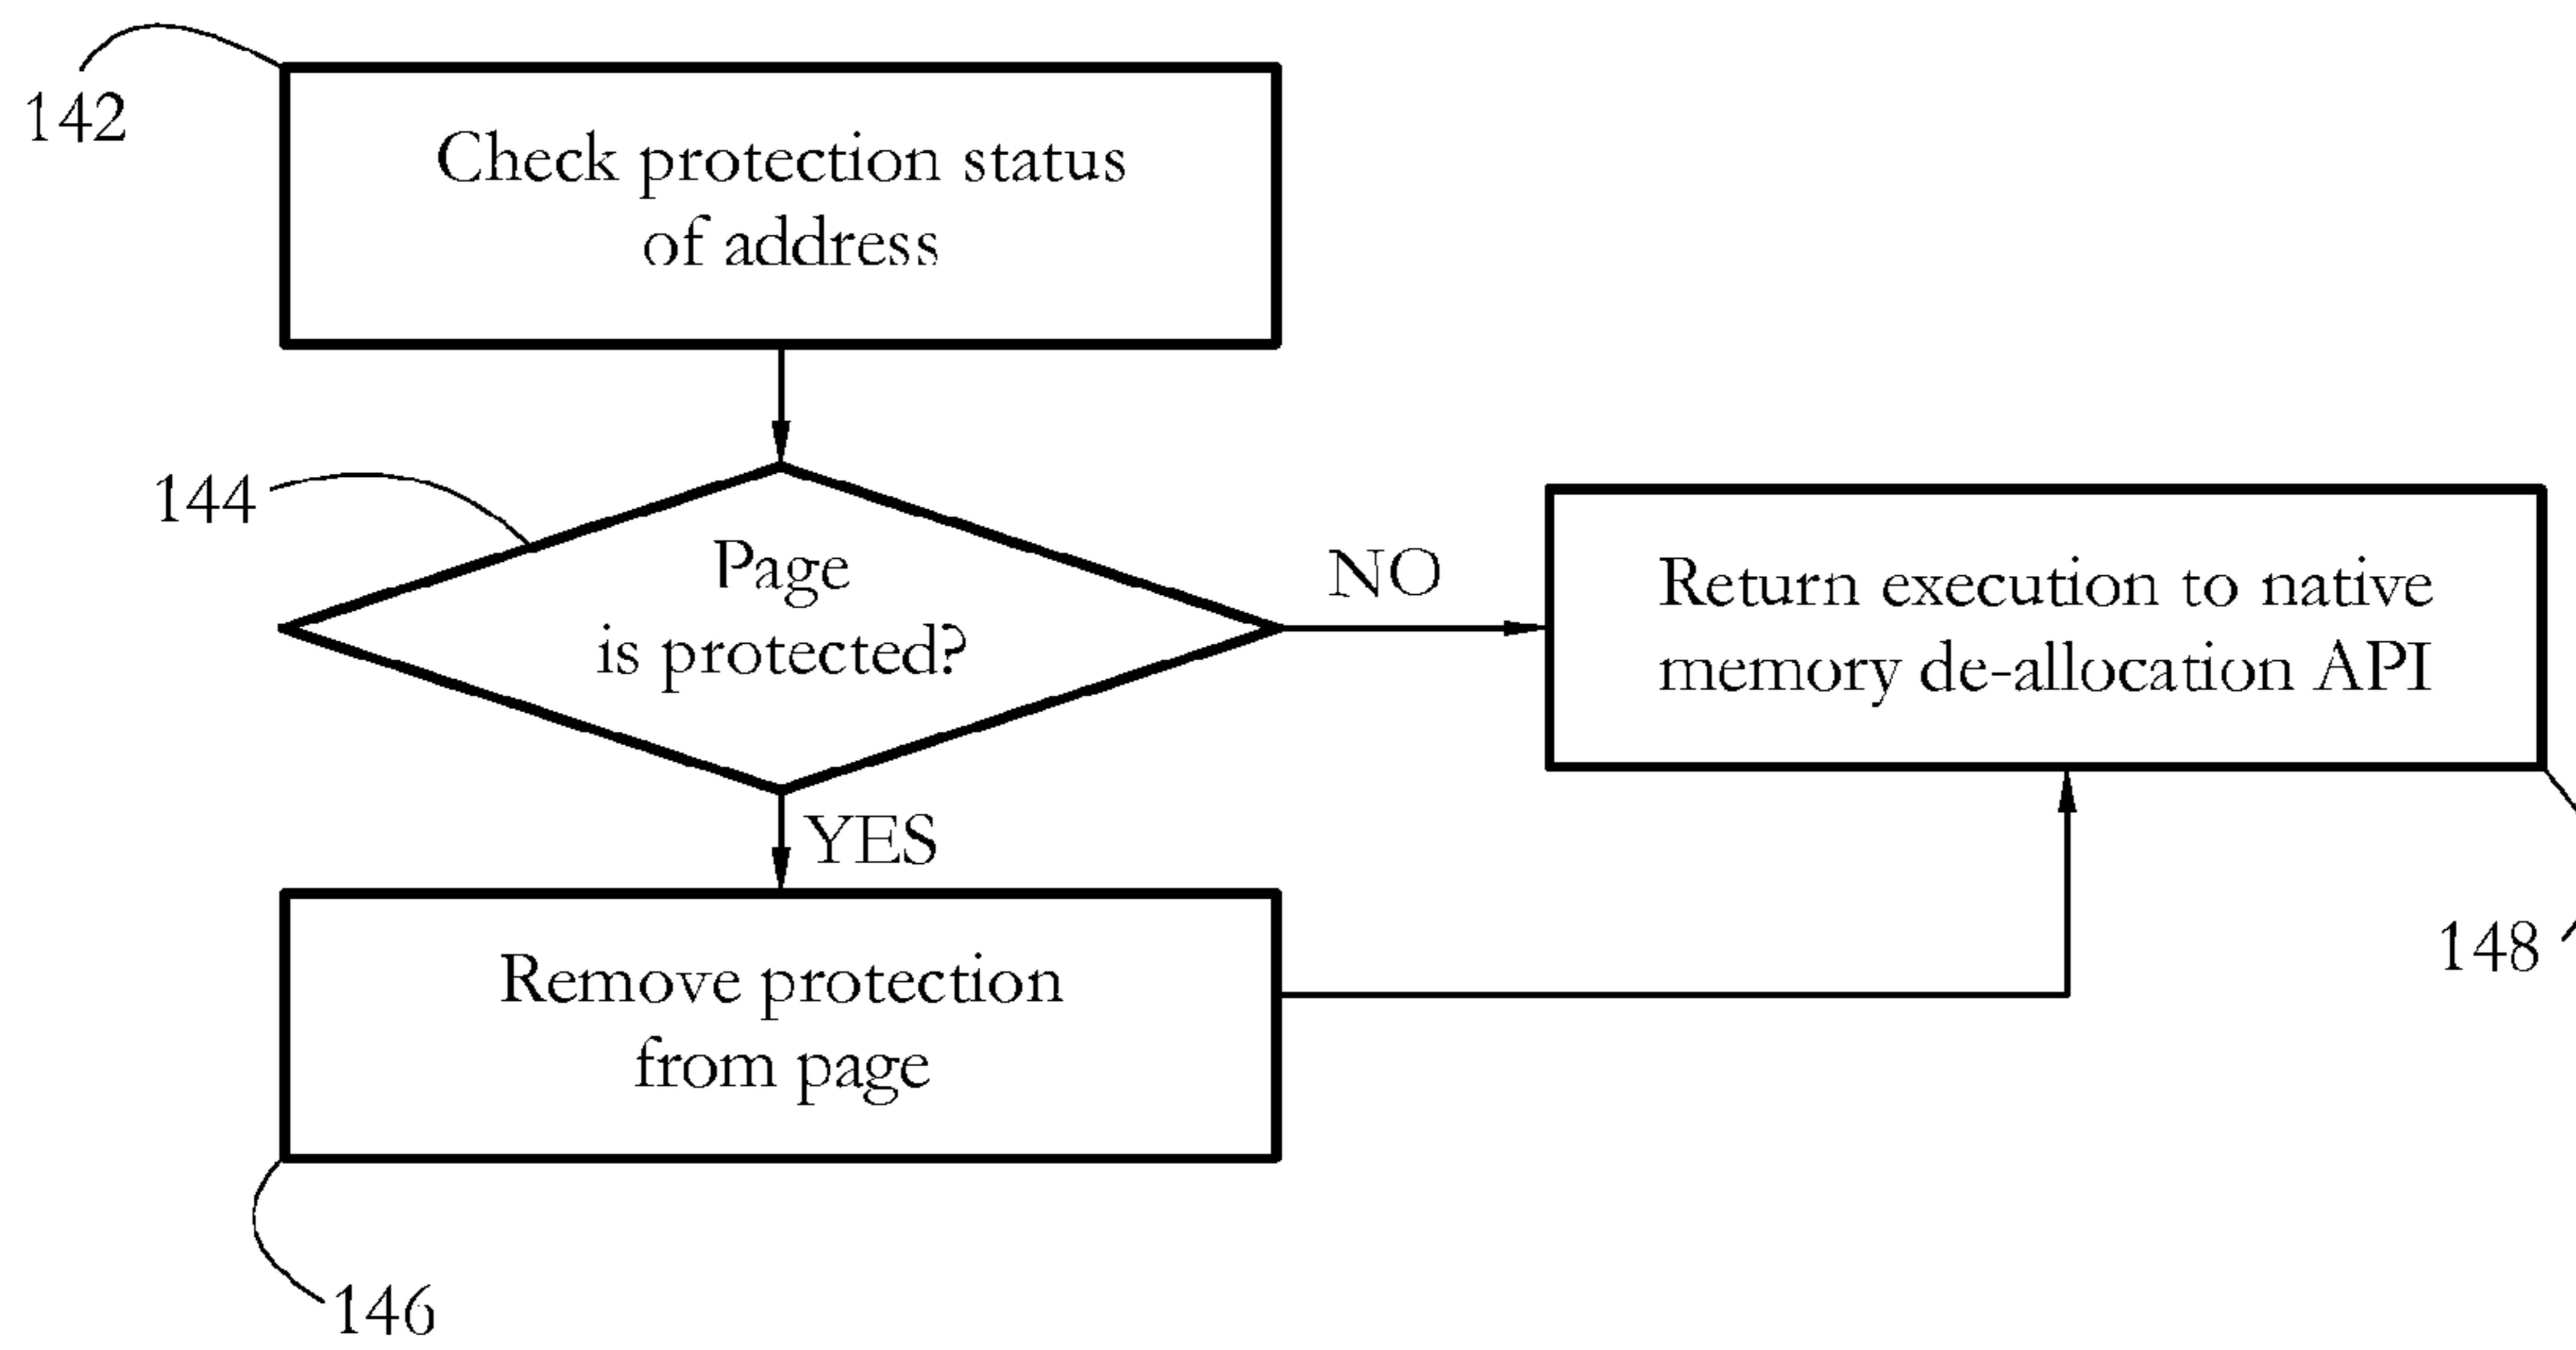 142
Check protection status
of address
144
Page
is protected?
NO
Return execution to native
memory de-allocation API
YES
148
Remove protection
from page
146